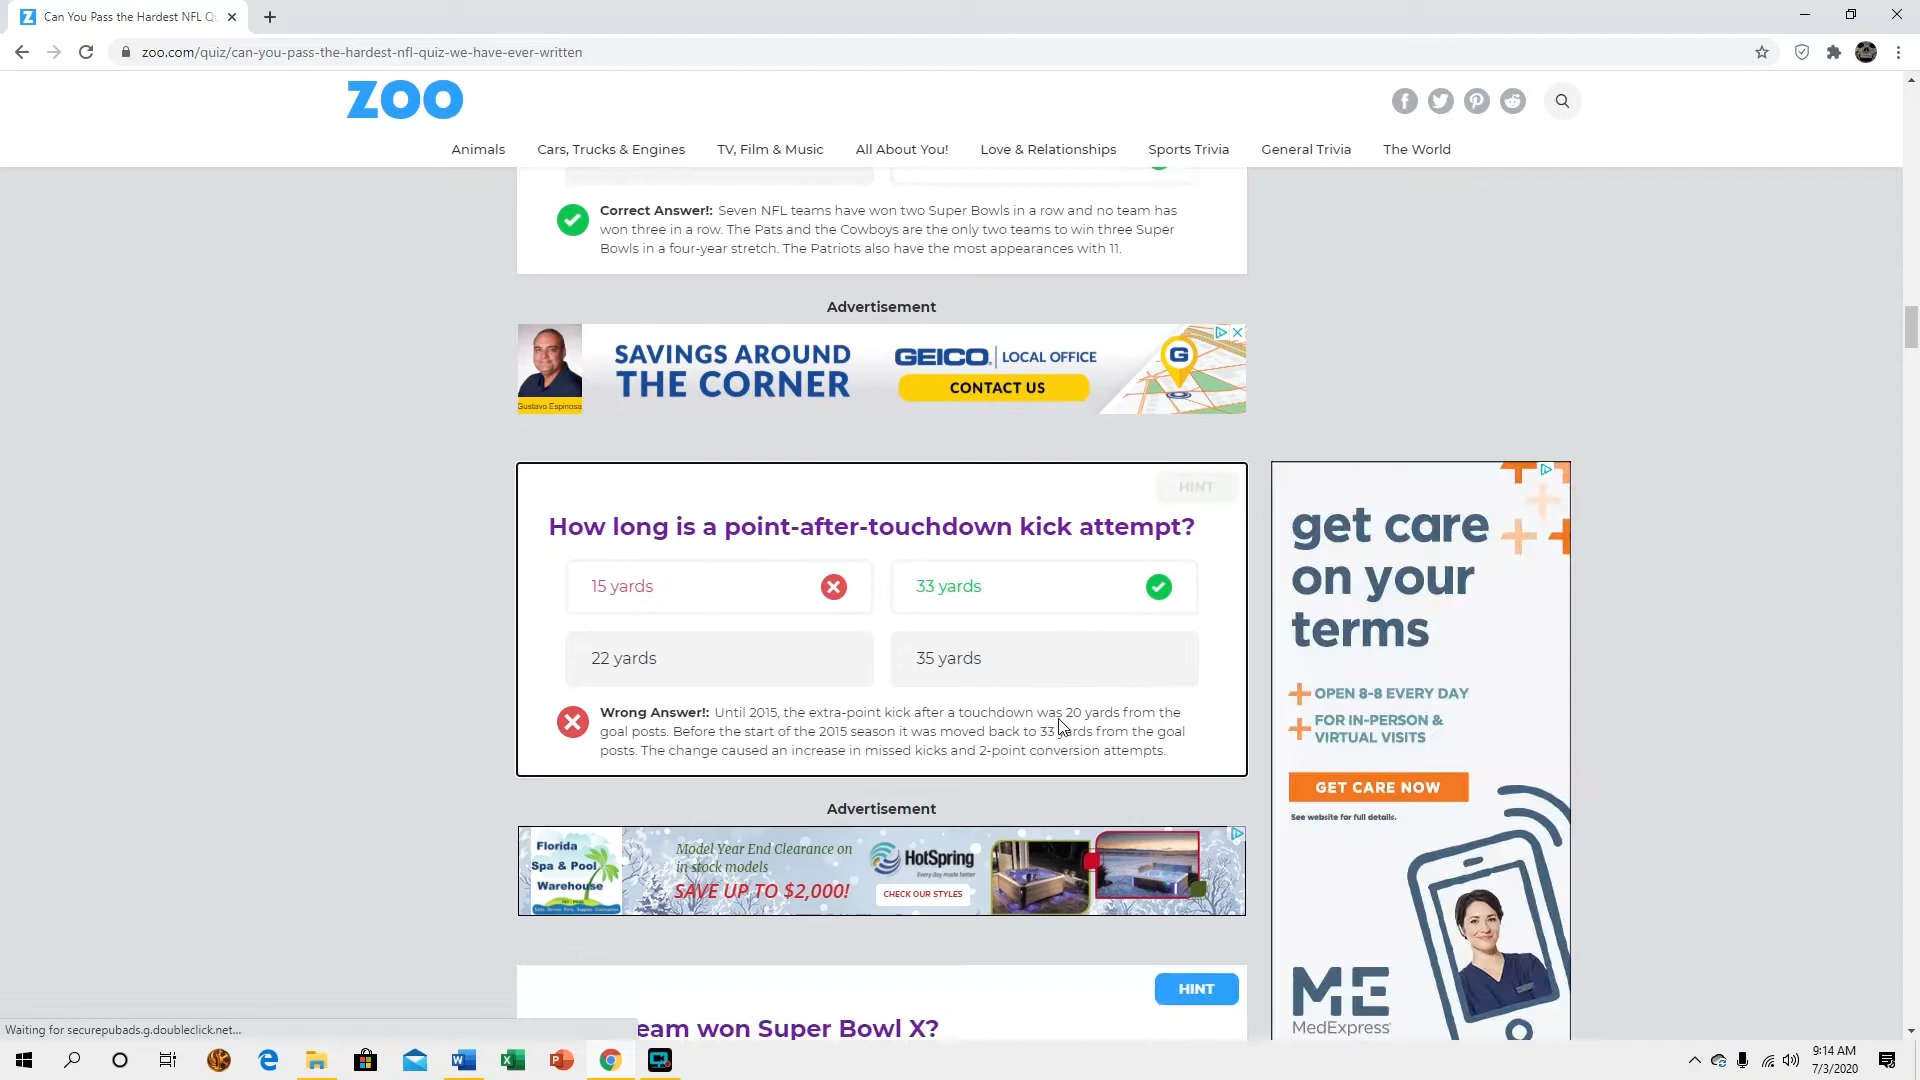 Can You Pass the Hardest NFL Q
zoo.com/quiz/can-you-pass-the-hardest-nfl-quiz-we-have-ever-written
ZOO
Animals
Cars, Trucks & Engines
TV, Film & Music
All About You!
Love & Relationships
Sports Trivia
General Trivia
The World
Correct Answer!: Seven NFL teams have won two Super Bowls in a row and no team has
won three in a row. The Pats and the Cowboys are the only two teams to win three Super
Bowls in a four-year stretch. The Patriots also have the most appearances with 11.
Advertisement
Gustavo Espinosa
SAVINGS AROUND
THE CORNER
GEICO. LOCAL OFFICE
CONTACT US
G
HINT
How long is a point-after-touchdown kick attempt?
15 yards
33 yards
22 yards
35 yards
Wrong Answer!: Until 2015, the extra-point kick after a touchdown was 20 yards from the
goal posts. Before the start of the 2015 season it was moved back to 33 yards from the goal
posts. The change caused an increase in missed kicks and 2-point conversion attempts.
get care
on your
terms
OPEN 8-8 EVERY DAY
FOR IN-PERSON &
VIRTUAL VISITS
GET CARE NOW
See website for full details.
ME
MedExpress
Advertisement
Florida
Spa & Pool
Warehouse
Model Year End Clearance on
in stock models
SAVE UP TO $2,000!
HotSpring
Every day made better
CHECK OUR STYLES
HINT
eam won Super Bowl X?
Waiting for securepubads.g.doubleclick.net...
9:14 AM
7/3/2020